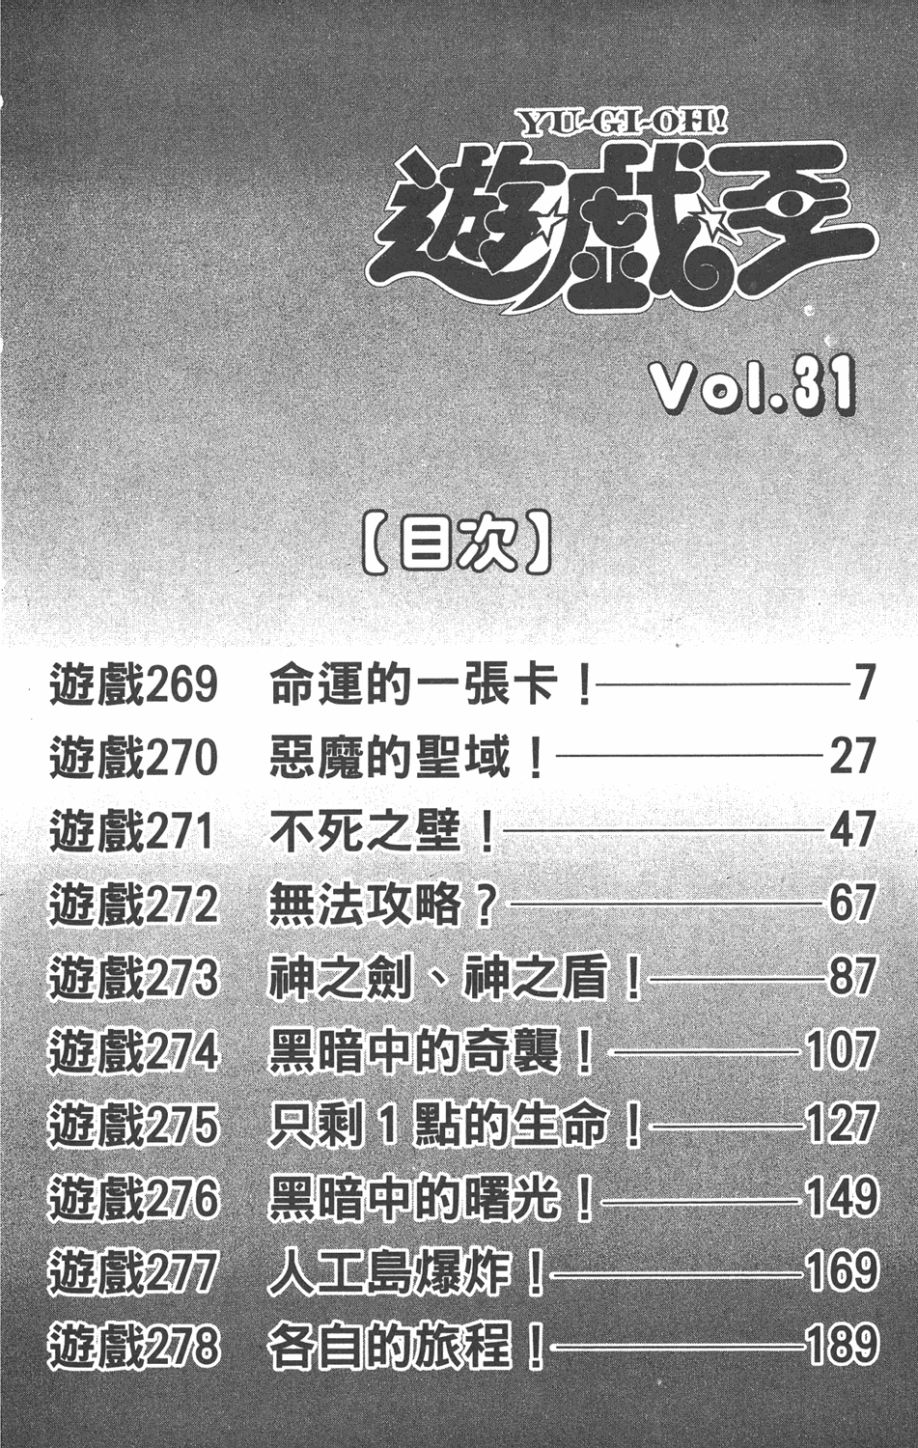 YU-GI-OH!
遊戲王
Vol.31
【目次】
遊戲269 命運的一張卡！ 7
遊戲270 惡魔的聖域！ 27
遊戲271 不死之壁！ 47
遊戲272 無法攻略？ 67
遊戲273 神之劍、神之盾！ 87
遊戲274 黑暗中的奇襲！ 107
遊戲275 只剩1點的生命！ 127
遊戲276 黑暗中的曙光！ 149
遊戲277 人工島爆炸！ 169
遊戲278 各自的旅程！ 189